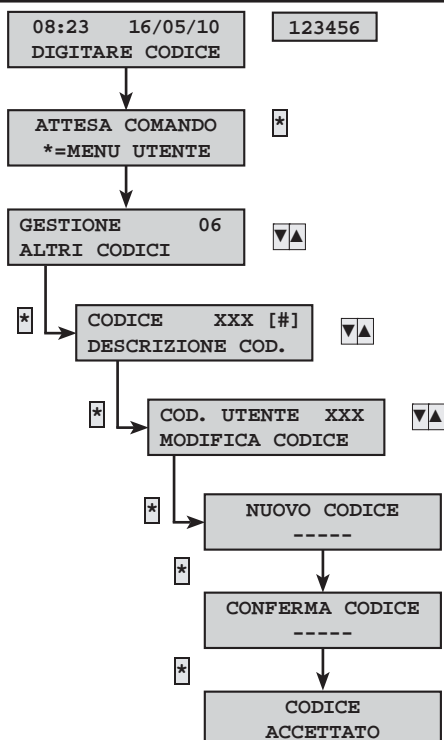 08:23 16/05/10
DIGITARE CODICE
123456
ATTESA COMANDO
*=MENU UTENTE
*
GESTIONE 06
ALTRI CODICI
▼▲
*
CODICE XXX [#]
DESCRIZIONE COD.
▼▲
*
COD. UTENTE XXX
MODIFICA CODICE
▼▲
*
NUOVO CODICE
-----
*
CONFERMA CODICE
-----
*
CODICE
ACCETTATO